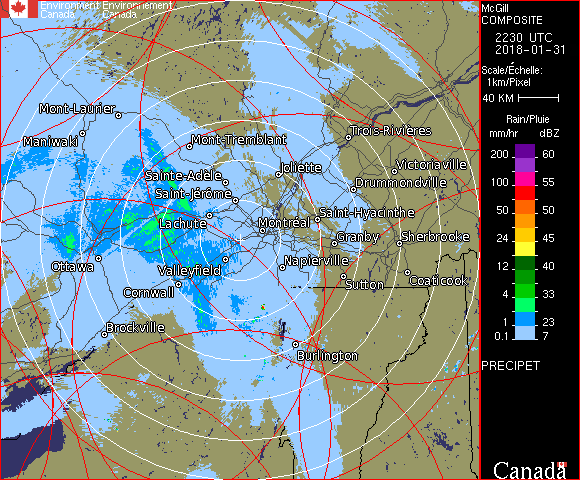 Environment Environnement
Canada Canada
McGill
COMPOSITE
2230 UTC
2018-01-31
Scale/Échelle:
1km/Pixel
40 KM
Rain/Pluie
mm/hr dBZ
200 60
100 55
50 50
24 45
12 40
4 33
1 23
0.1 7
PRECIPET
Canada
Mont-Laurier
Maniwaki
Mont-Tremblant
Trois-Rivières
Joliette
Victoriaville
Sainte-Adèle
Drummondville
Saint-Jérôme
Lachute
Saint-Hyacinthe
Montréal
Granby
Sherbrooke
Ottawa
Valleyfield
Napierville
Cornwall
Sutton
Coaticook
Brockville
Burlington